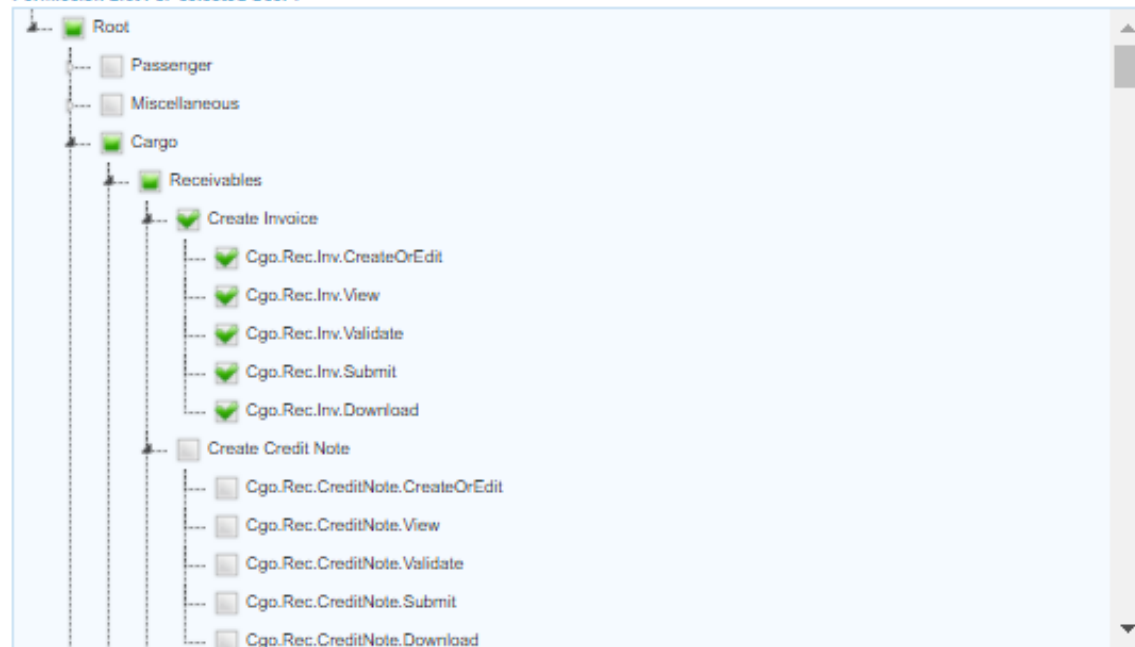 Root
Passenger
Miscellaneous
Cargo
Receivables
Create Invoice
Cgo.Rec.Inv.CreateOrEdit
Cgo.Rec.Inv.View
Cgo.Rec.Inv.Validate
Cgo.Rec.Inv.Submit
Cgo.Rec.Inv.Download
Create Credit Note
Cgo.Rec.CreditNote.CreateOrEdit
Cgo.Rec.CreditNote.View
Cgo.Rec.CreditNote.Validate
Cgo.Rec.CreditNote.Submit
Cgo.Rec.CreditNote.Download